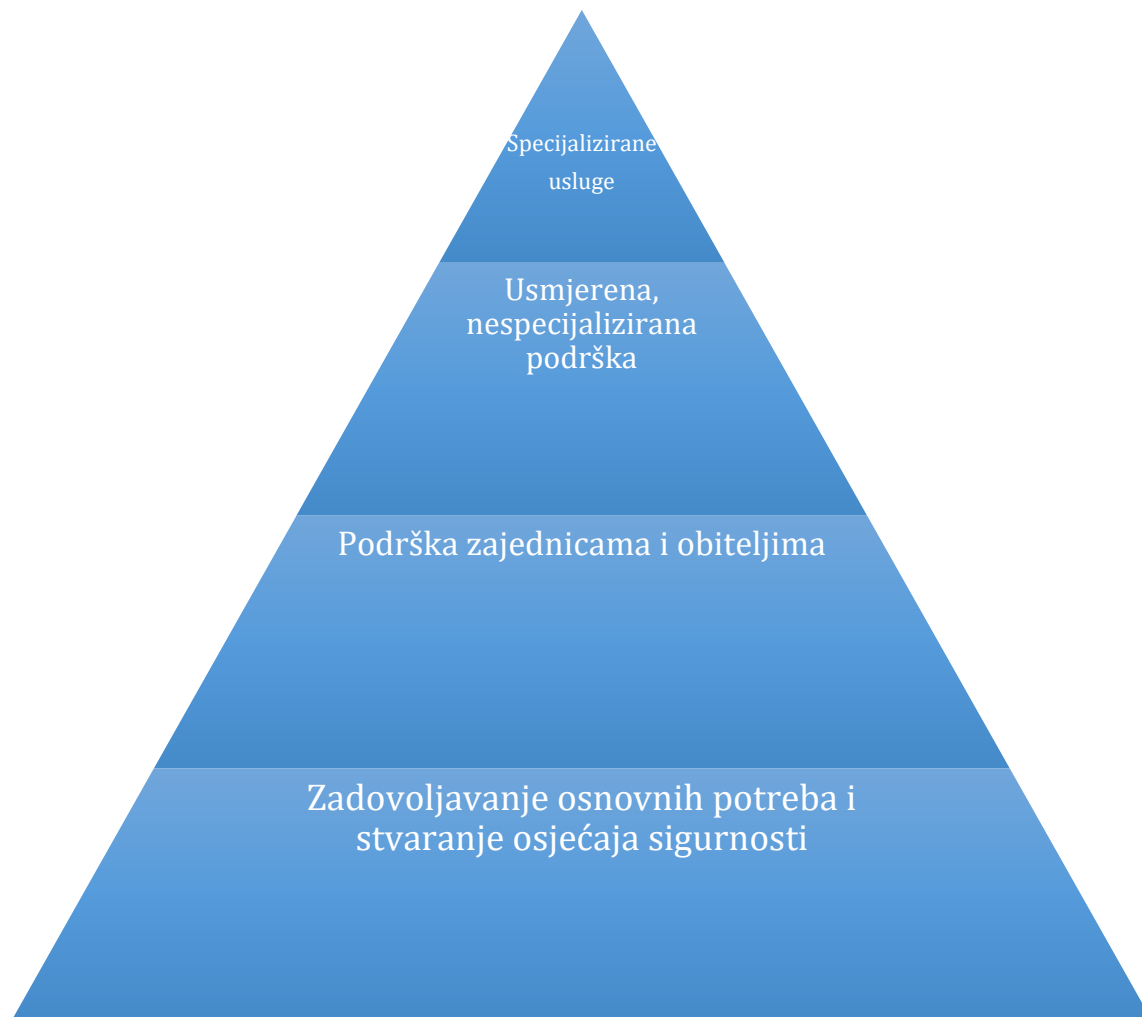 Specijalizirane
usluge
Usmjerena,
nespecijalizirana
podrška
Podrška zajednicama i obiteljima
Zadovoljavanje osnovnih potreba i
stvaranje osjećaja sigurnosti